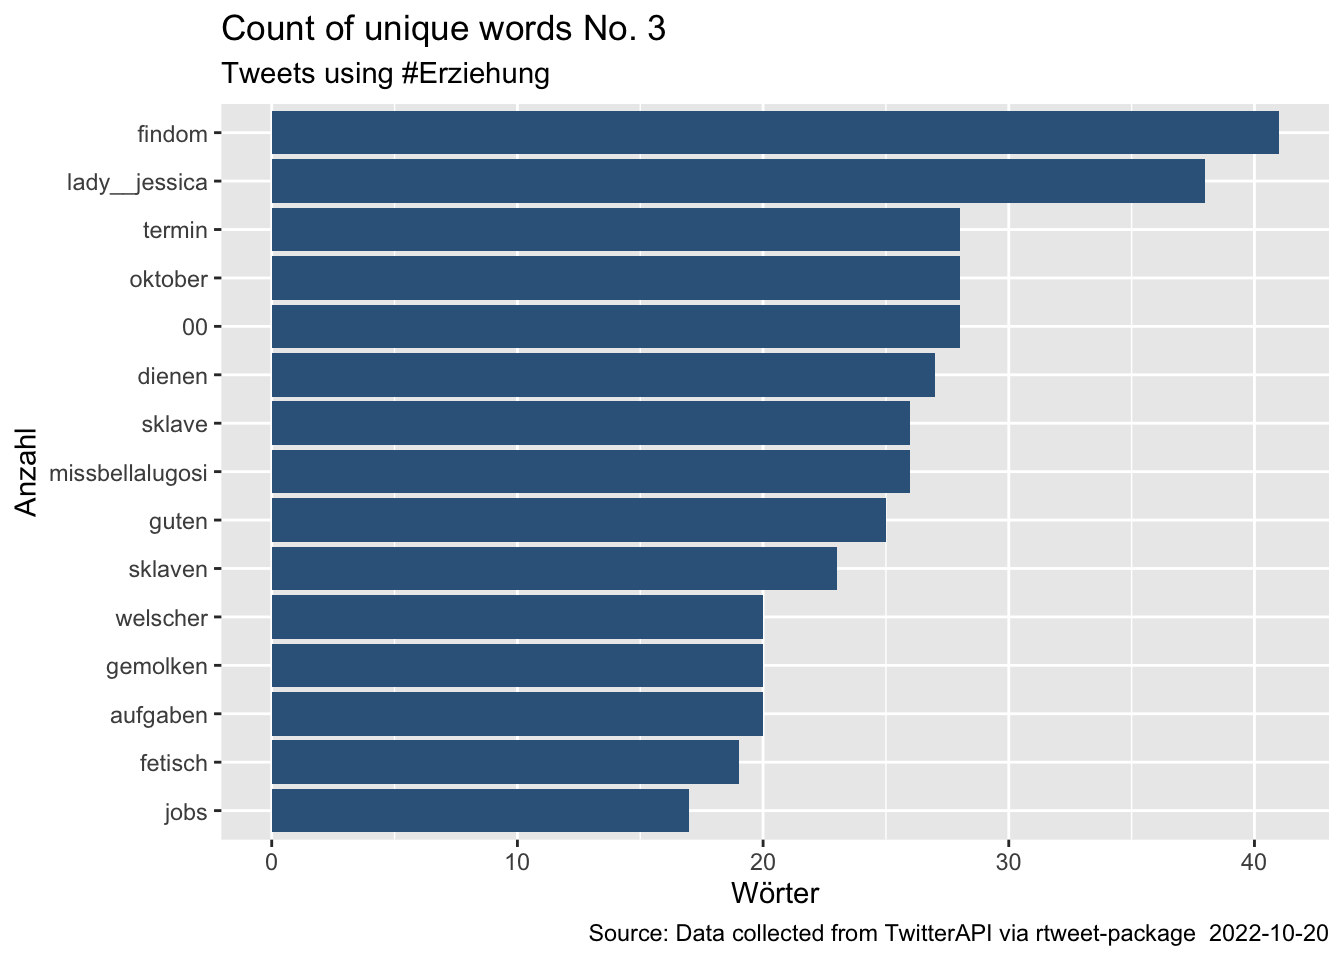 Count of unique words No. 3
Tweets using #Erziehung
findom
lady__jessica
termin
oktober
00
dienen
sklave
missbellalugosi
guten
sklaven
welscher
gemolken
aufgaben
fetisch
jobs
Anzahl
0 10 20 30 40
Wörter
Source: Data collected from TwitterAPI via rtweet-package  2022-10-20